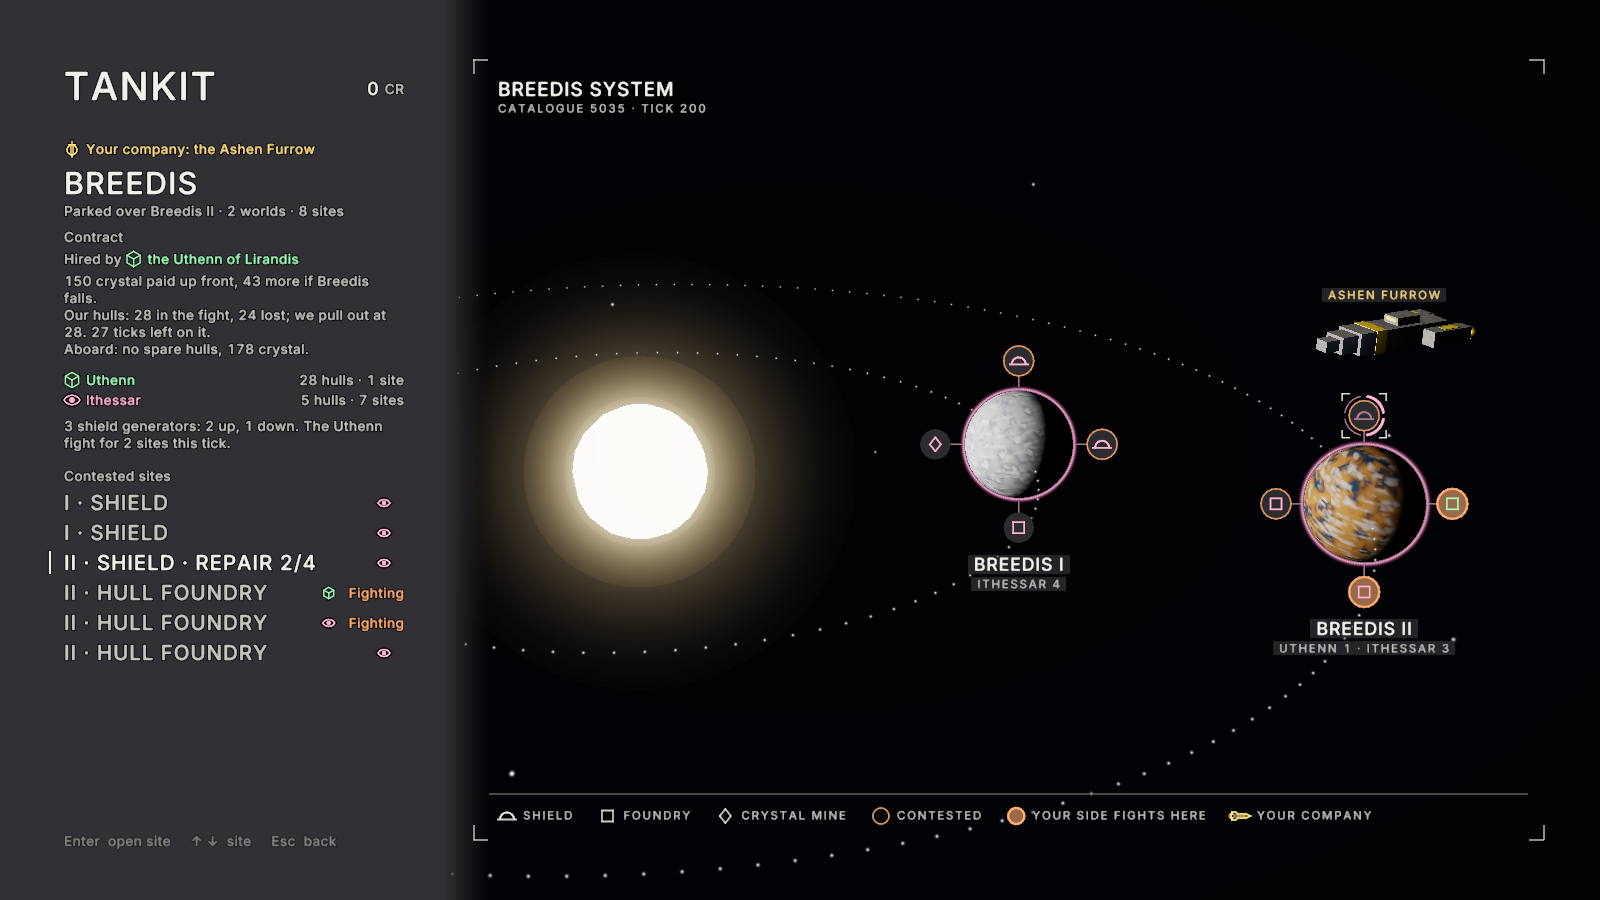 TANKIT
0 CR
Your company: the Ashen Furrow
BREEDIS
Parked over Breedis II · 2 worlds · 8 sites
Contract
Hired by the Uthenn of Lirandis
150 crystal paid up front, 43 more if Breedis
falls.
Our hulls: 28 in the fight, 24 lost; we pull out at
28. 27 ticks left on it.
Aboard: no spare hulls, 178 crystal.
Uthenn 28 hulls · 1 site
Ithessar 5 hulls · 7 sites
3 shield generators: 2 up, 1 down. The Uthenn
fight for 2 sites this tick.
Contested sites
I · SHIELD
I · SHIELD
II · SHIELD · REPAIR 2/4
II · HULL FOUNDRY Fighting
II · HULL FOUNDRY Fighting
II · HULL FOUNDRY
Enter open site ↑ ↓ site Esc back
BREEDIS SYSTEM
CATALOGUE 5035 · TICK 200
ASHEN FURROW
BREEDIS I
ITHESSAR 4
BREEDIS II
UTHENN 1 · ITHESSAR 3
SHIELD FOUNDRY CRYSTAL MINE CONTESTED YOUR SIDE FIGHTS HERE YOUR COMPANY